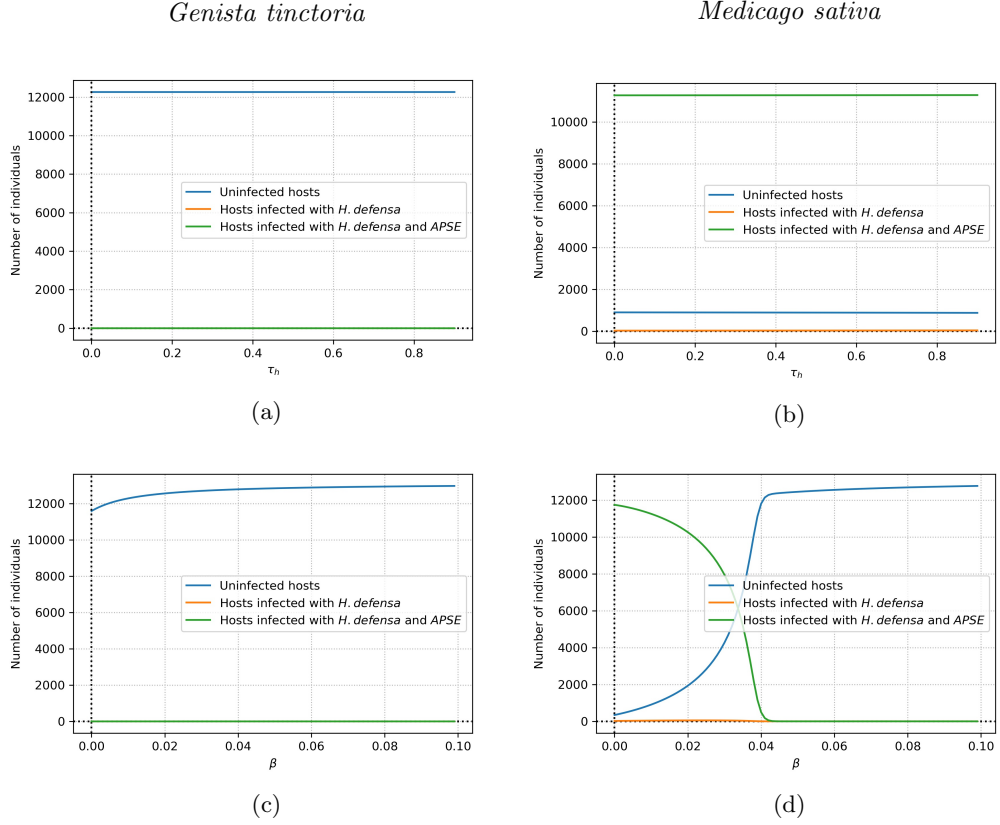 Genista tinctoria
Medicago sativa
Number of individuals
12000
10000
8000
6000
4000
2000
0
Uninfected hosts
Hosts infected with H. defensa
Hosts infected with H. defensa and APSE
0.0 0.2 0.4 0.6 0.8
τh
(a)
Number of individuals
10000
8000
6000
4000
2000
0
Uninfected hosts
Hosts infected with H. defensa
Hosts infected with H. defensa and APSE
0.0 0.2 0.4 0.6 0.8
τh
(b)
Number of individuals
12000
10000
8000
6000
4000
2000
0
Uninfected hosts
Hosts infected with H. defensa
Hosts infected with H. defensa and APSE
0.00 0.02 0.04 0.06 0.08 0.10
β
(c)
Number of individuals
12000
10000
8000
6000
4000
2000
0
Uninfected hosts
Hosts infected with H. defensa
Hosts infected with H. defensa and APSE
0.00 0.02 0.04 0.06 0.08 0.10
β
(d)